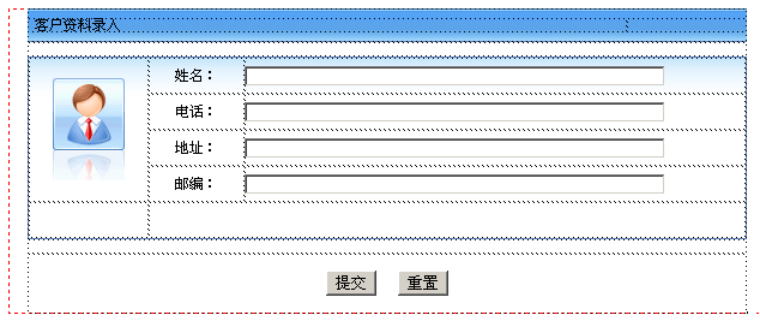 客户资料录入
姓名：
电话：
地址：
邮编：
提交 重置